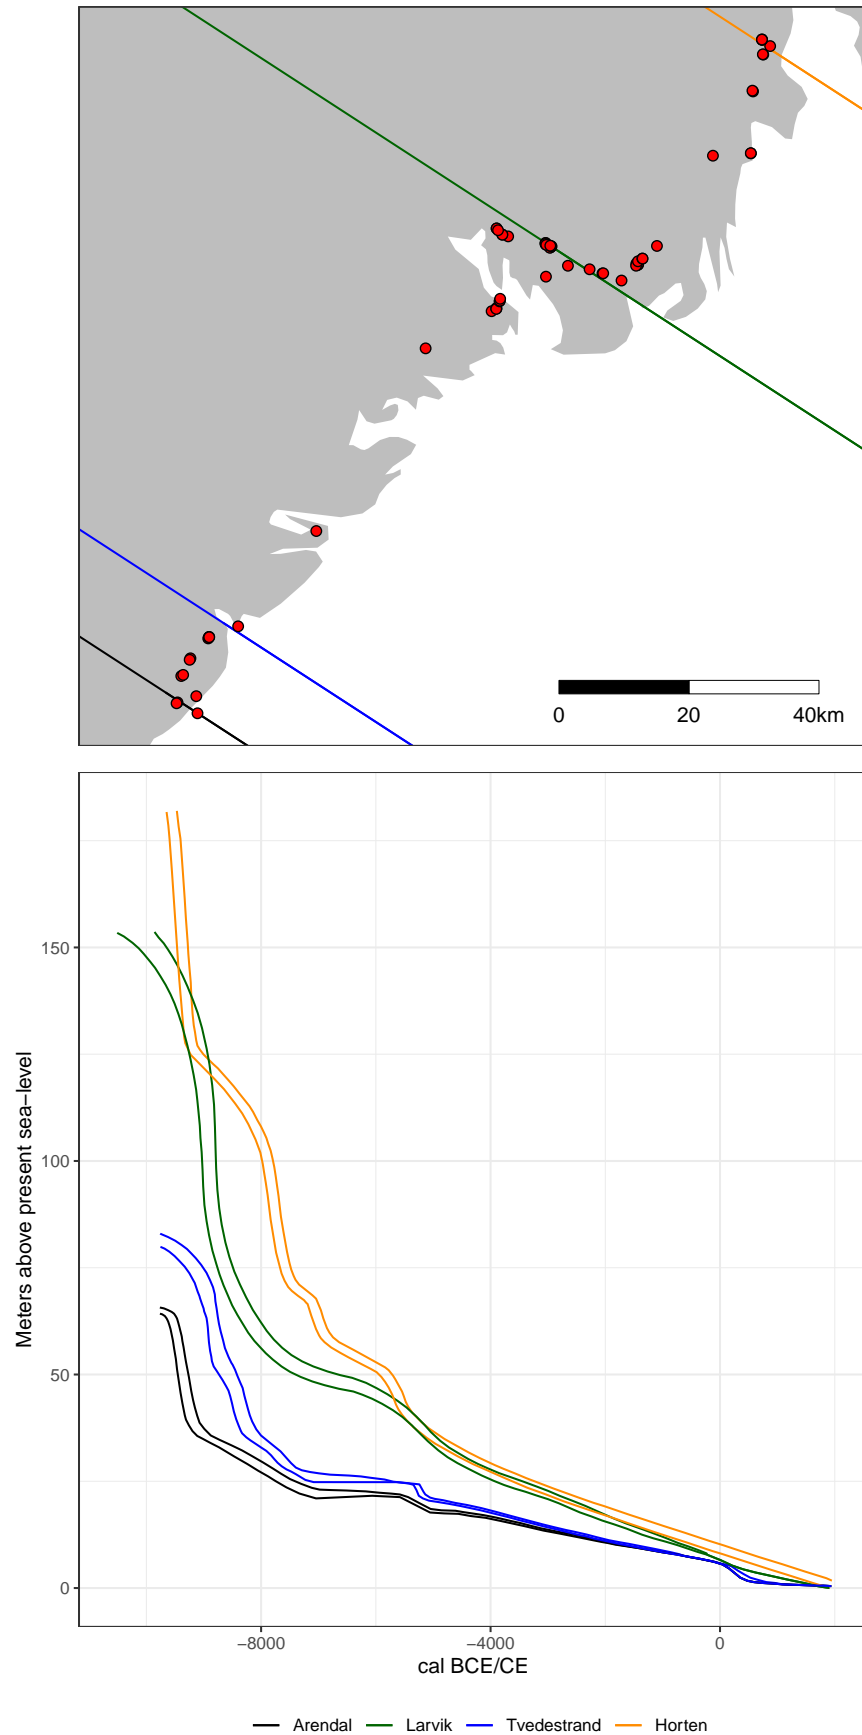 0 20 40km
Meters above present sea−level
150
100
50
0
−8000 −4000 0
cal BCE/CE
Arendal Larvik Tvedestrand Horten